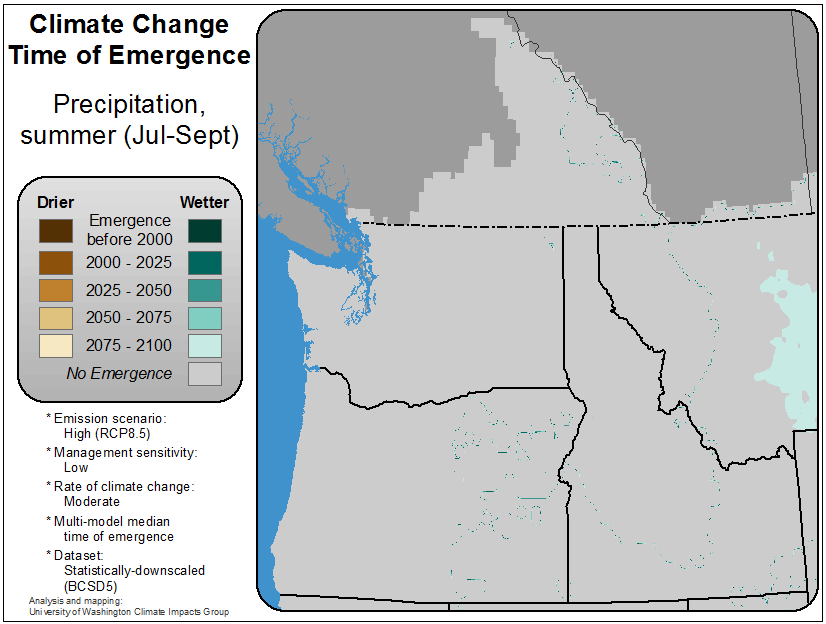 Climate Change
Time of Emergence
Precipitation,
summer (Jul-Sept)
Drier
Wetter
Emergence
before 2000
2000 - 2025
2025 - 2050
2050 - 2075
2075 - 2100
No Emergence
* Emission scenario:
High (RCP8.5)
* Management sensitivity:
Low
* Rate of climate change:
Moderate
* Multi-model median
time of emergence
* Dataset:
Statistically-downscaled
(BCSD5)
Analysis and mapping:
University of Washington Climate Impacts Group